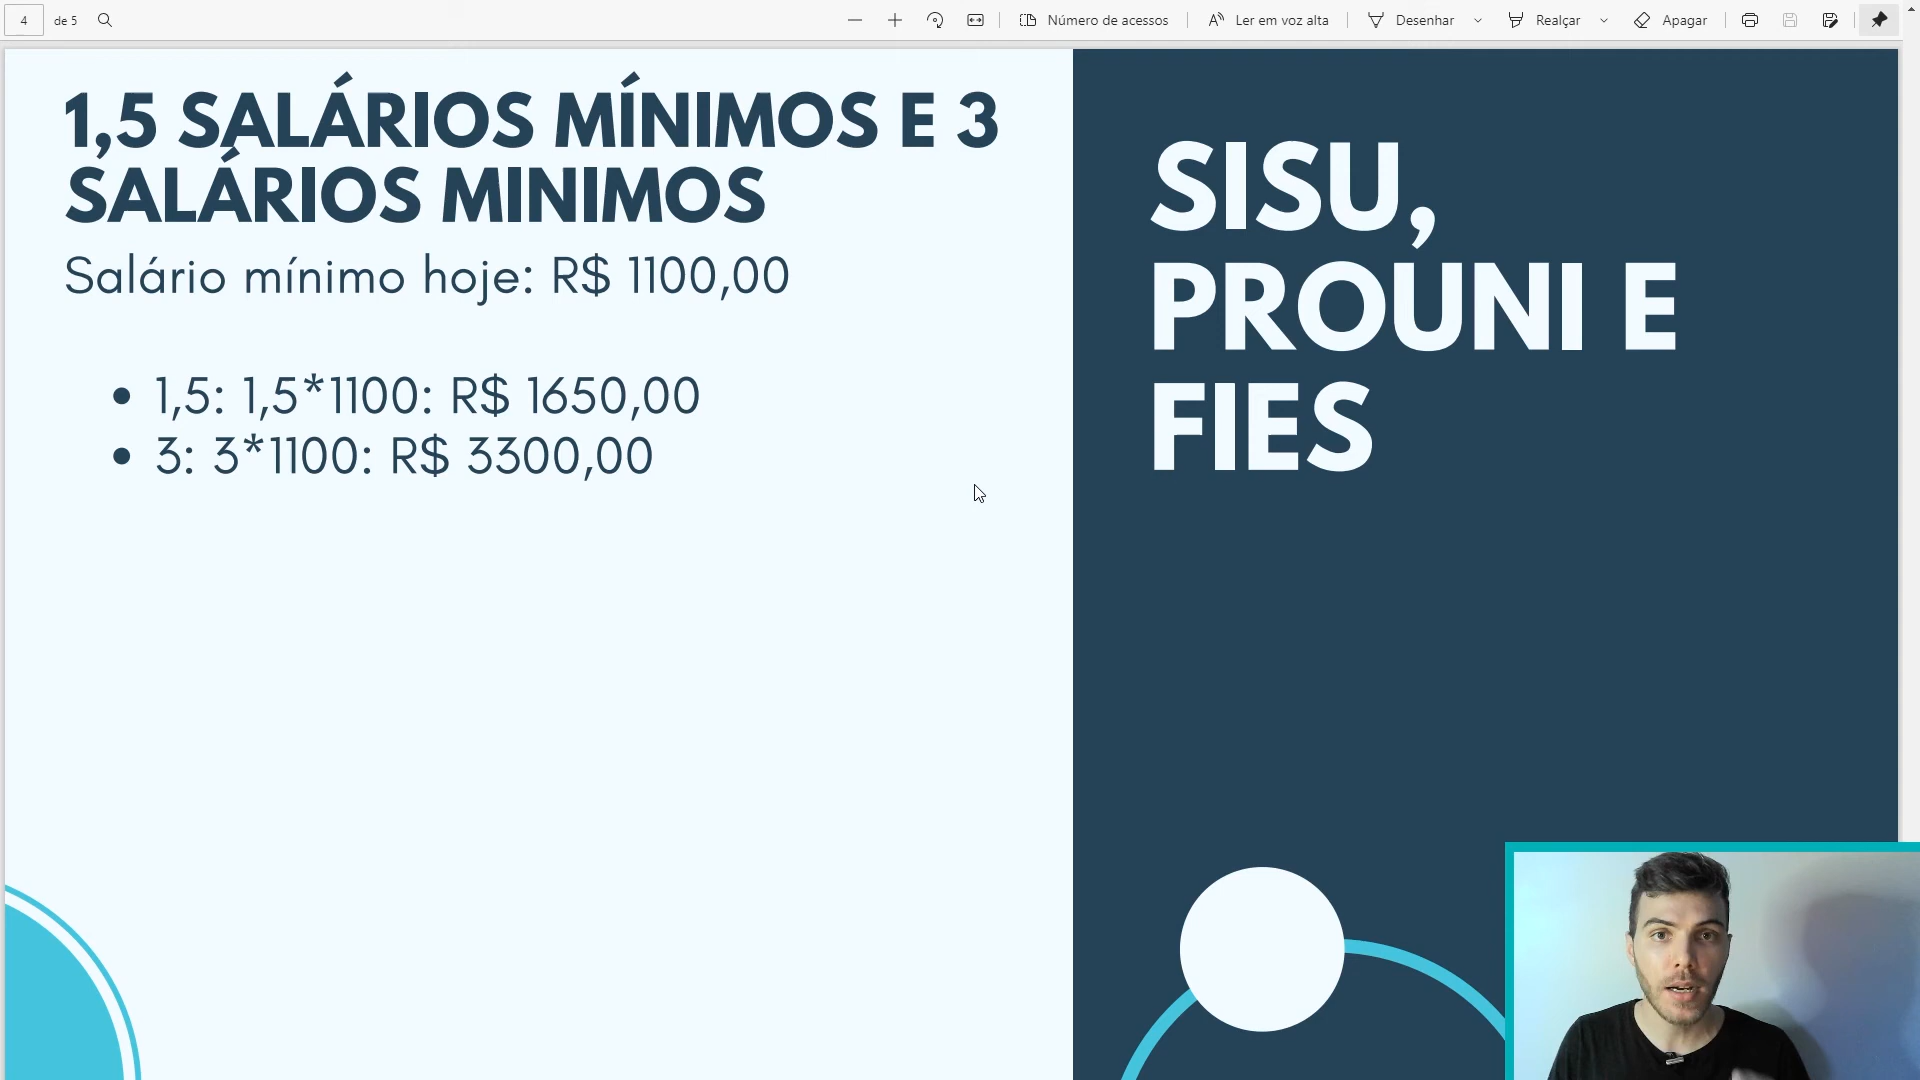 4 de 5 Número de acessos Ler em voz alta Desenhar Realçar Apagar
1,5 SALÁRIOS MÍNIMOS E 3
SALÁRIOS MINIMOS
Salário mínimo hoje: R$ 1100,00
• 1,5: 1,5*1100: R$ 1650,00
• 3: 3*1100: R$ 3300,00
SISU,
PROUNI E
FIES